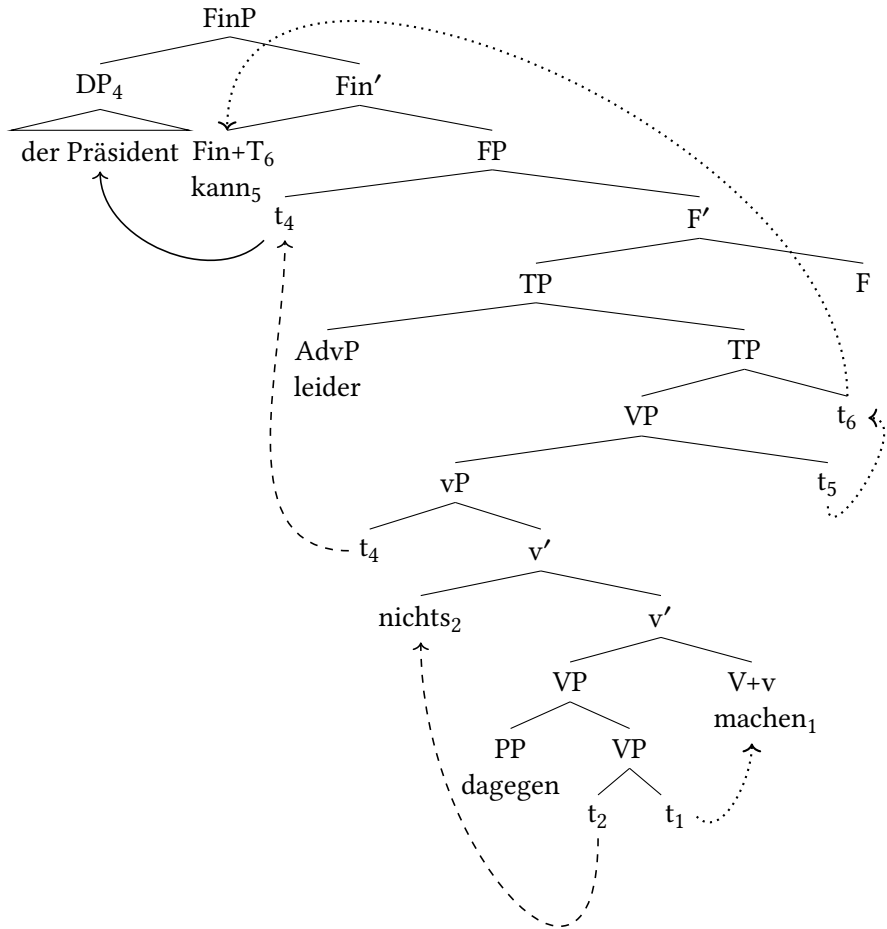 FinP
DP₄ Fin′
der Präsident Fin+T₆ FP
kann₅
t₄ F′
TP F
AdvP TP
leider
VP t₆
vP t₅
t₄ v′
nichts₂ v′
VP V+v
machen₁
PP VP
dagegen
t₂ t₁